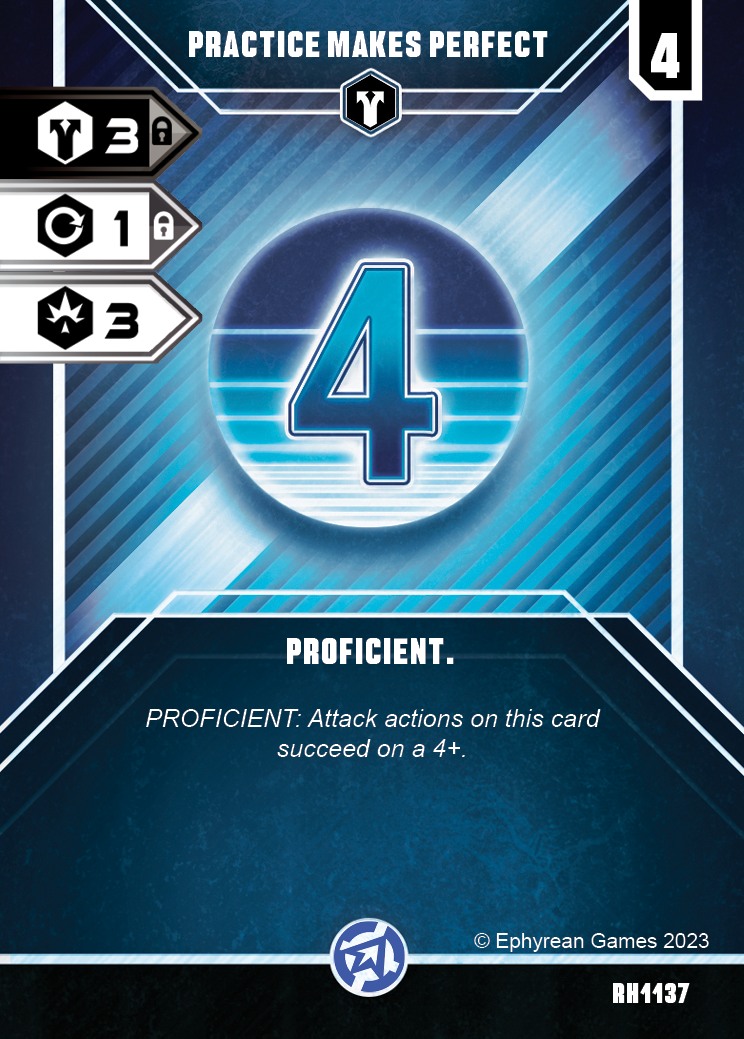 PRACTICE MAKES PERFECT
4
3
1
3
4
PROFICIENT.
PROFICIENT: Attack actions on this card
succeed on a 4+.
© Ephyrean Games 2023
RH1137